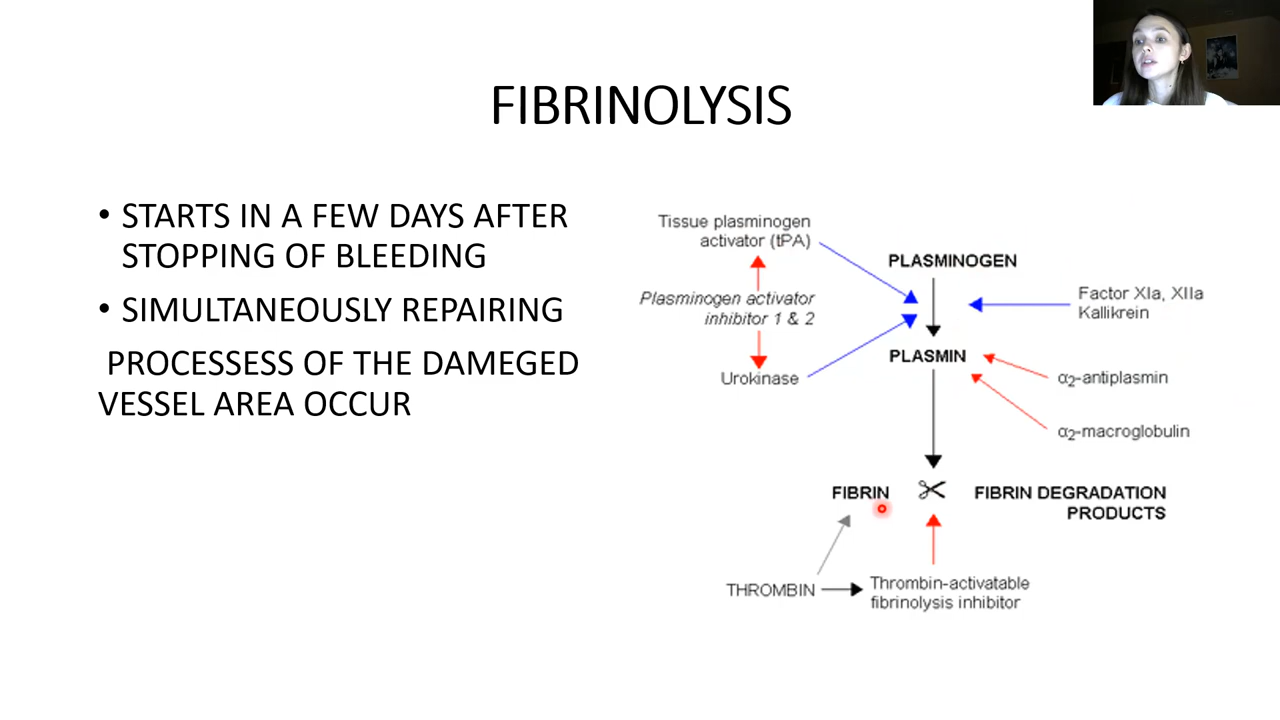 FIBRINOLYSIS
• STARTS IN A FEW DAYS AFTER
STOPPING OF BLEEDING
• SIMULTANEOUSLY REPAIRING
PROCESSESS OF THE DAMEGED
VESSEL AREA OCCUR
Tissue plasminogen
activator (tPA)
Plasminogen activator
inhibitor 1 & 2
Urokinase
PLASMINOGEN
Factor XIa, XIIa
Kallikrein
PLASMIN
α2-antiplasmin
α2-macroglobulin
FIBRIN
FIBRIN DEGRADATION
PRODUCTS
THROMBIN
Thrombin-activatable
fibrinolysis inhibitor